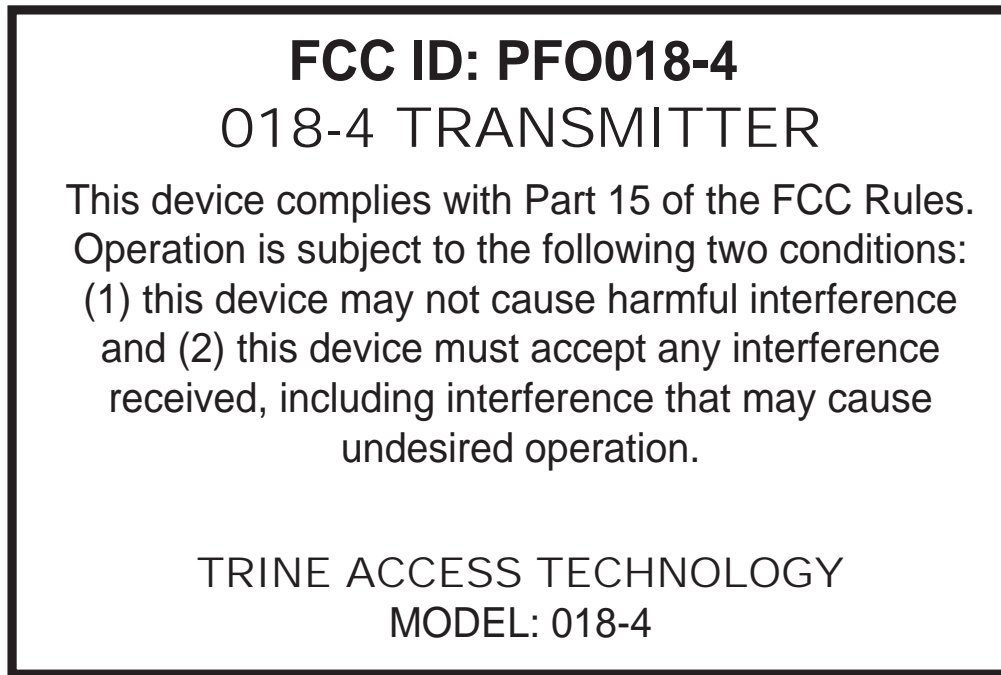 FCC ID: PFO018-4
018-4 TRANSMITTER
This device complies with Part 15 of the FCC Rules.
Operation is subject to the following two conditions:
(1) this device may not cause harmful interference
and (2) this device must accept any interference
received, including interference that may cause
undesired operation.
TRINE ACCESS TECHNOLOGY
MODEL: 018-4